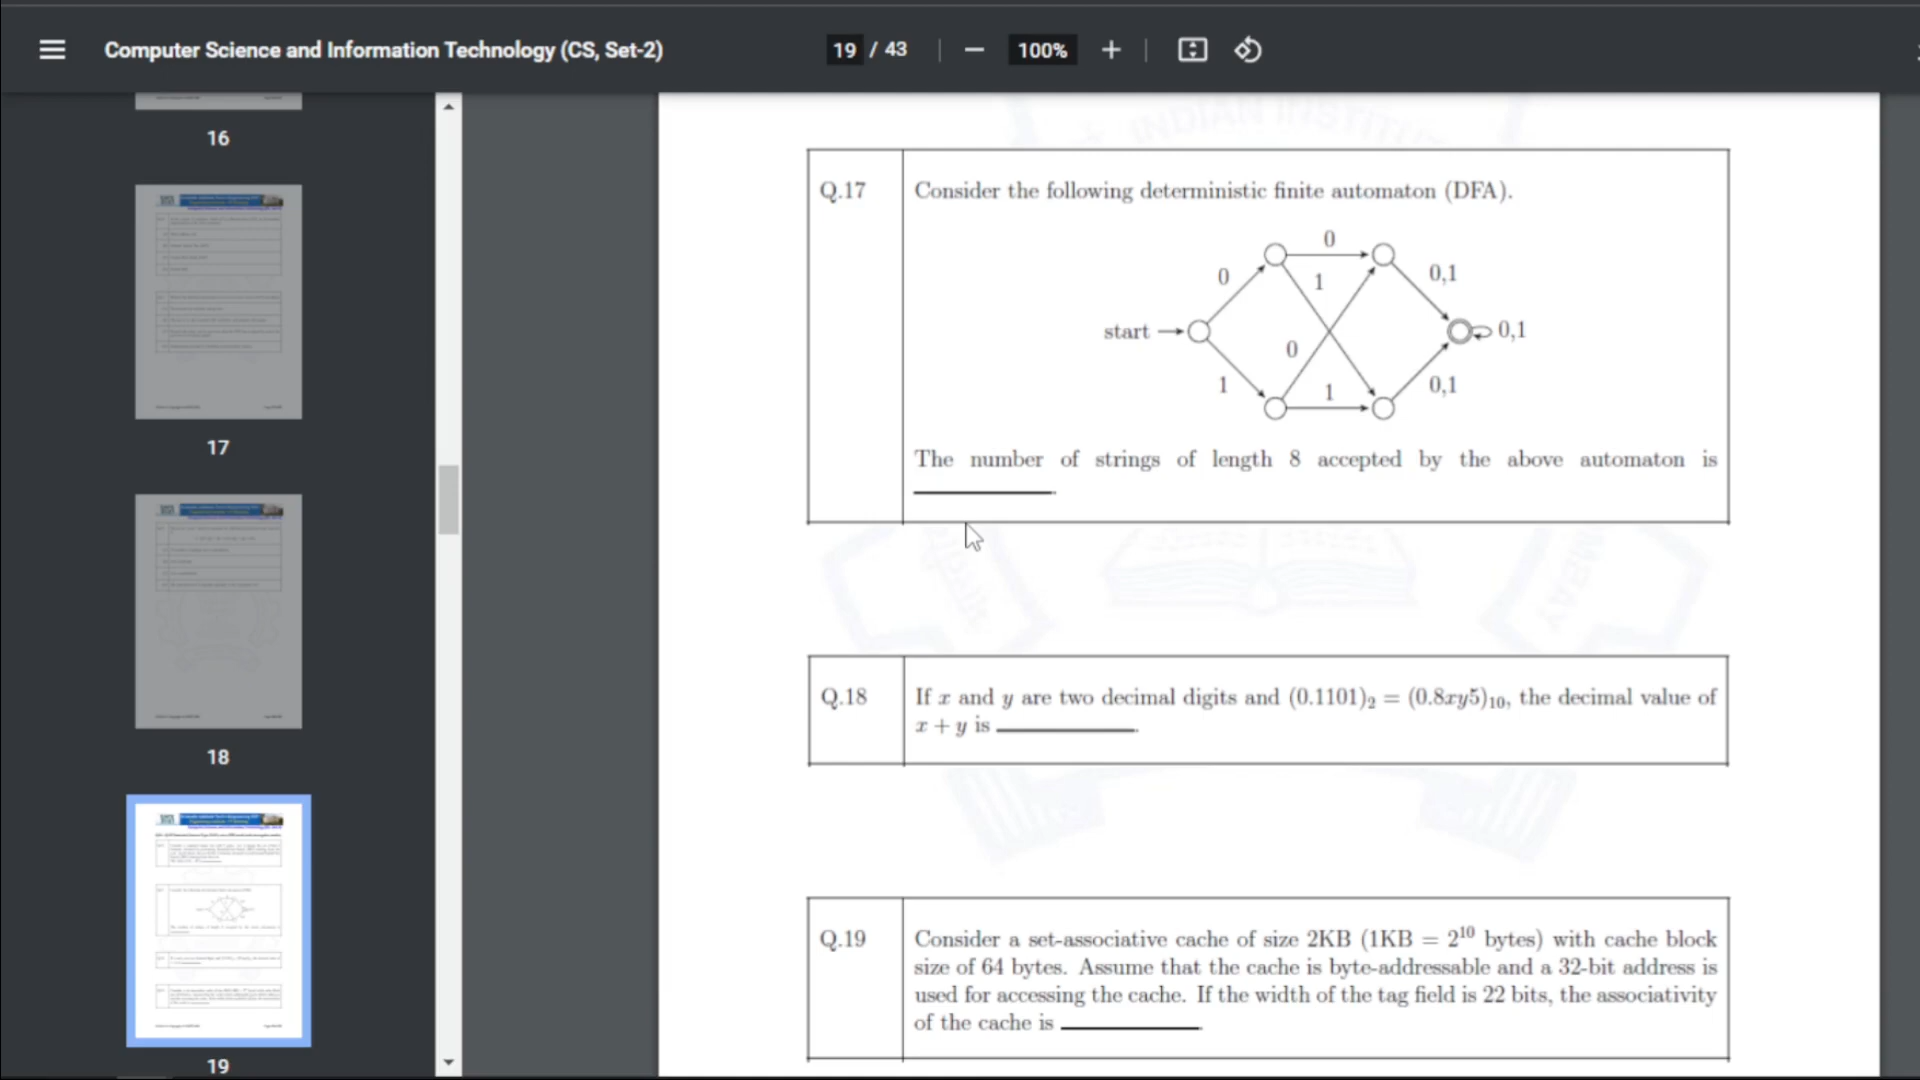 Computer Science and Information Technology (CS, Set-2)
19 / 43
100%
16
17
18
19
INDIAN INSTITU
Q.17
Consider the following deterministic finite automaton (DFA).
0
0
1
0,1
start
0,1
0
1
1
0,1
The number of strings of length 8 accepted by the above automaton is
.
Q.18
If x and y are two decimal digits and (0.1101)₂ = (0.8xy5)₁₀, the decimal value of
x + y is .
Q.19
Consider a set-associative cache of size 2KB (1KB = 2¹⁰ bytes) with cache block
size of 64 bytes. Assume that the cache is byte-addressable and a 32-bit address is
used for accessing the cache. If the width of the tag field is 22 bits, the associativity
of the cache is .